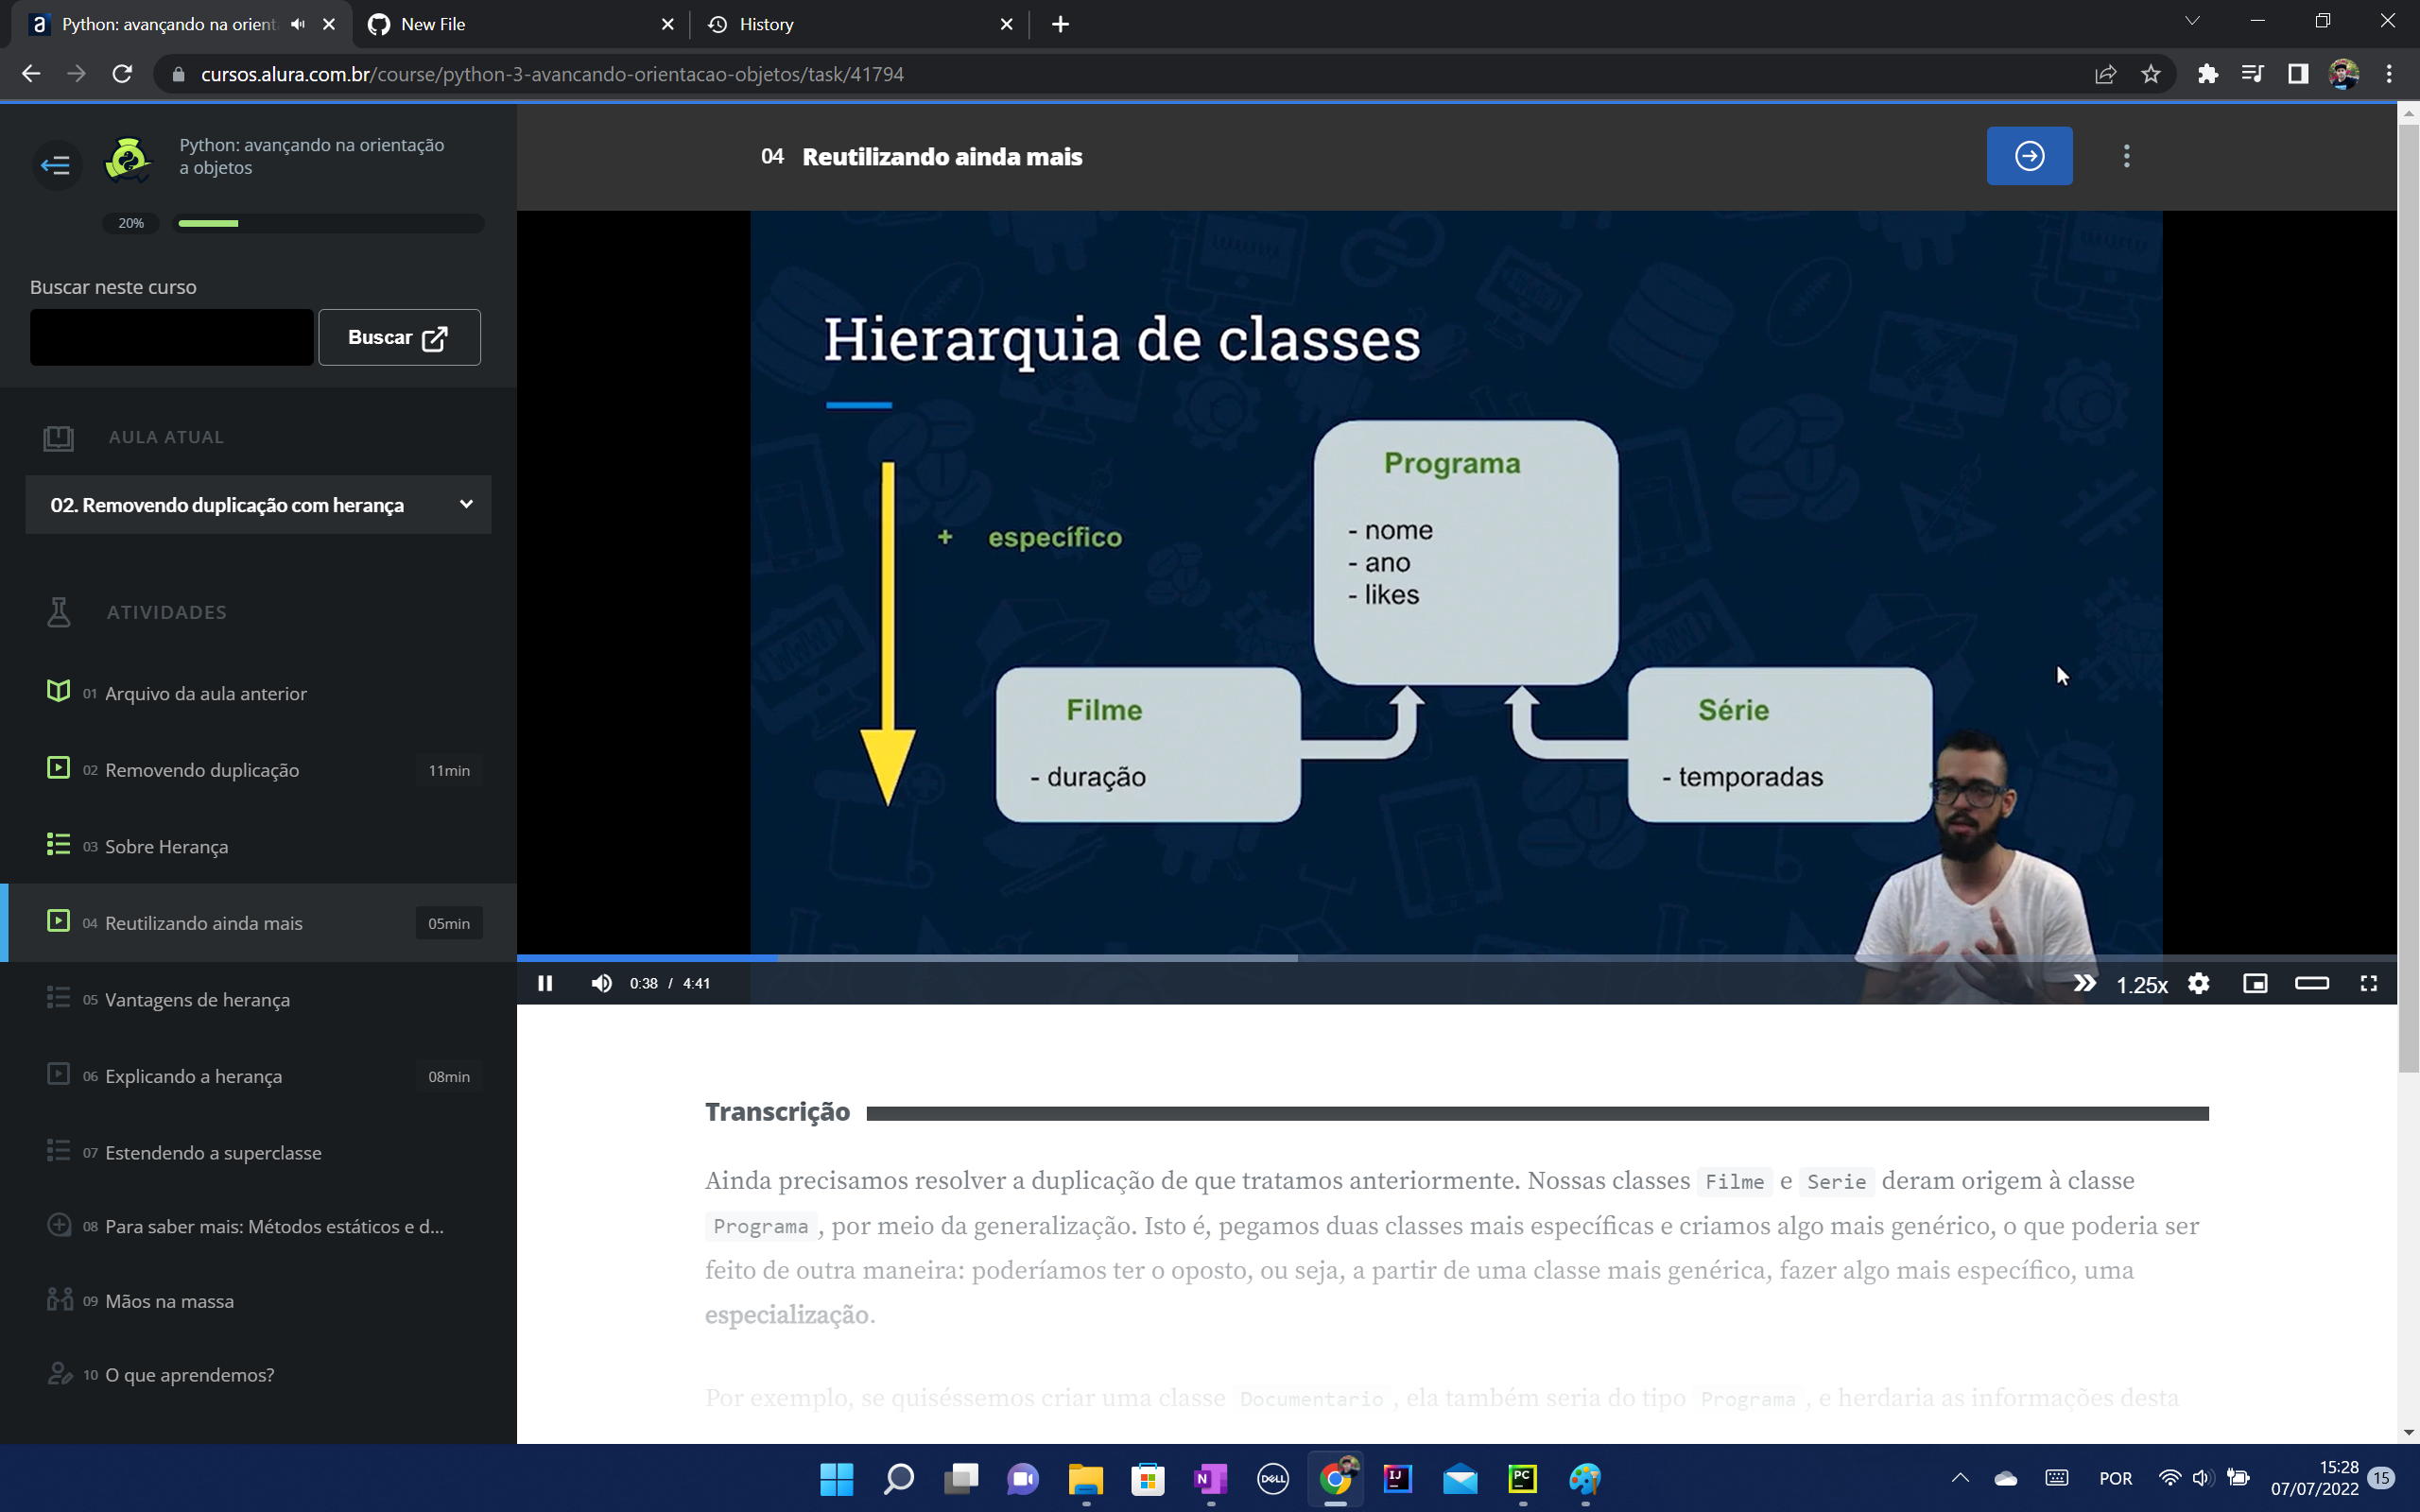 Python: avançando na orient
New File
History
cursos.alura.com.br/course/python-3-avancando-orientacao-objetos/task/41794
Python: avançando na orientação
a objetos
20%
Buscar neste curso
Buscar
AULA ATUAL
02. Removendo duplicação com herança
ATIVIDADES
01 Arquivo da aula anterior
02 Removendo duplicação 11min
03 Sobre Herança
04 Reutilizando ainda mais 05min
05 Vantagens de herança
06 Explicando a herança 08min
07 Estendendo a superclasse
08 Para saber mais: Métodos estáticos e d...
09 Mãos na massa
10 O que aprendemos?
04 Reutilizando ainda mais
Hierarquia de classes
+ específico
Programa
- nome
- ano
- likes
Filme
- duração
Série
- temporadas
0:38 / 4:41
1.25x
Transcrição
Ainda precisamos resolver a duplicação de que tratamos anteriormente. Nossas classes Filme e Serie deram origem à classe
Programa , por meio da generalização. Isto é, pegamos duas classes mais específicas e criamos algo mais genérico, o que poderia ser
feito de outra maneira: poderíamos ter o oposto, ou seja, a partir de uma classe mais genérica, fazer algo mais específico, uma
especialização.
Por exemplo, se quiséssemos criar uma classe Documentario , ela também seria do tipo Programa , e herdaria as informações desta
DELL
IJ
PC
POR
15:28
07/07/2022
15